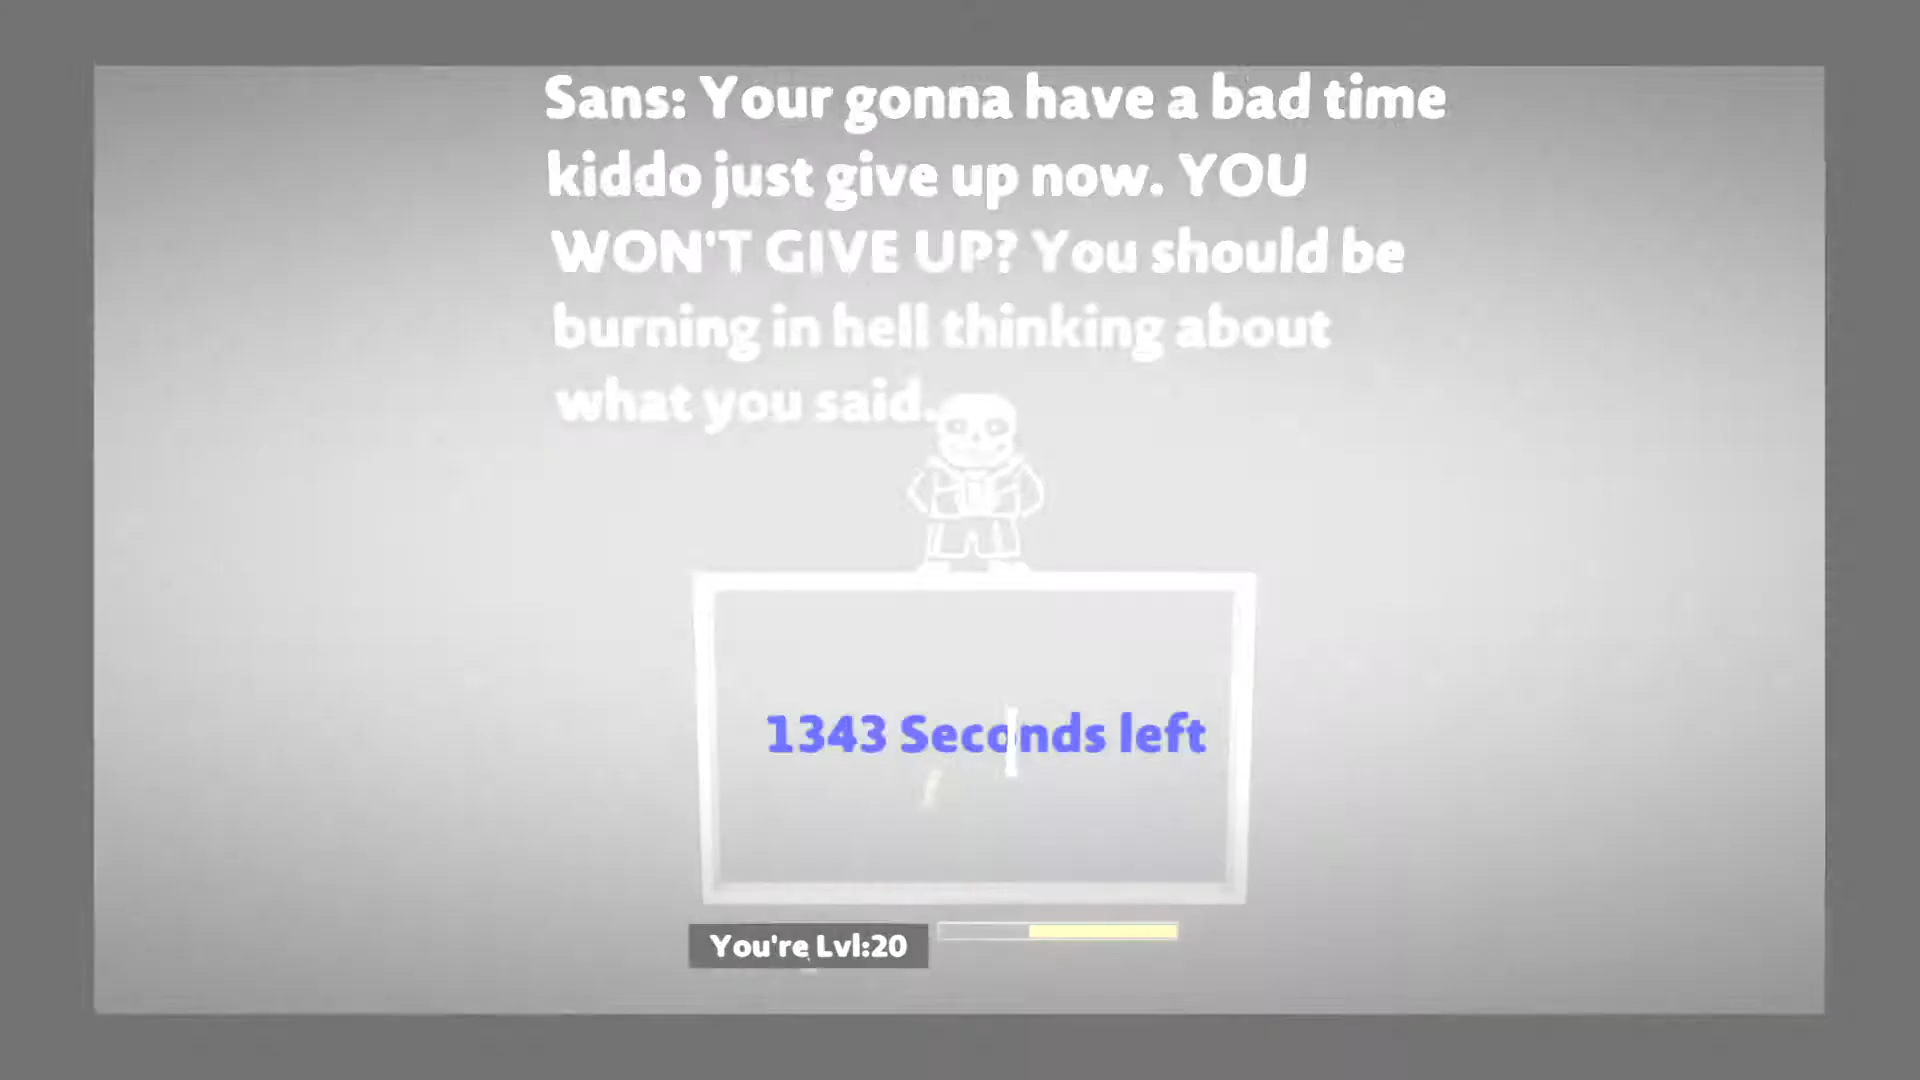 Sans: Your gonna have a bad time
kiddo just give up now. YOU
WON'T GIVE UP? You should be
burning in hell thinking about
what you said.
1343 Seconds left
You're Lvl:20